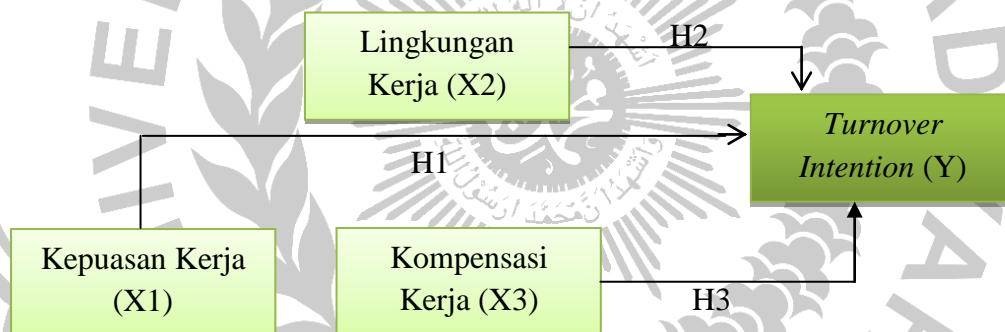 Lingkungan
Kerja (X2)
H2
Turnover
Intention (Y)
H1
Kepuasan Kerja
(X1)
Kompensasi
Kerja (X3)
H3